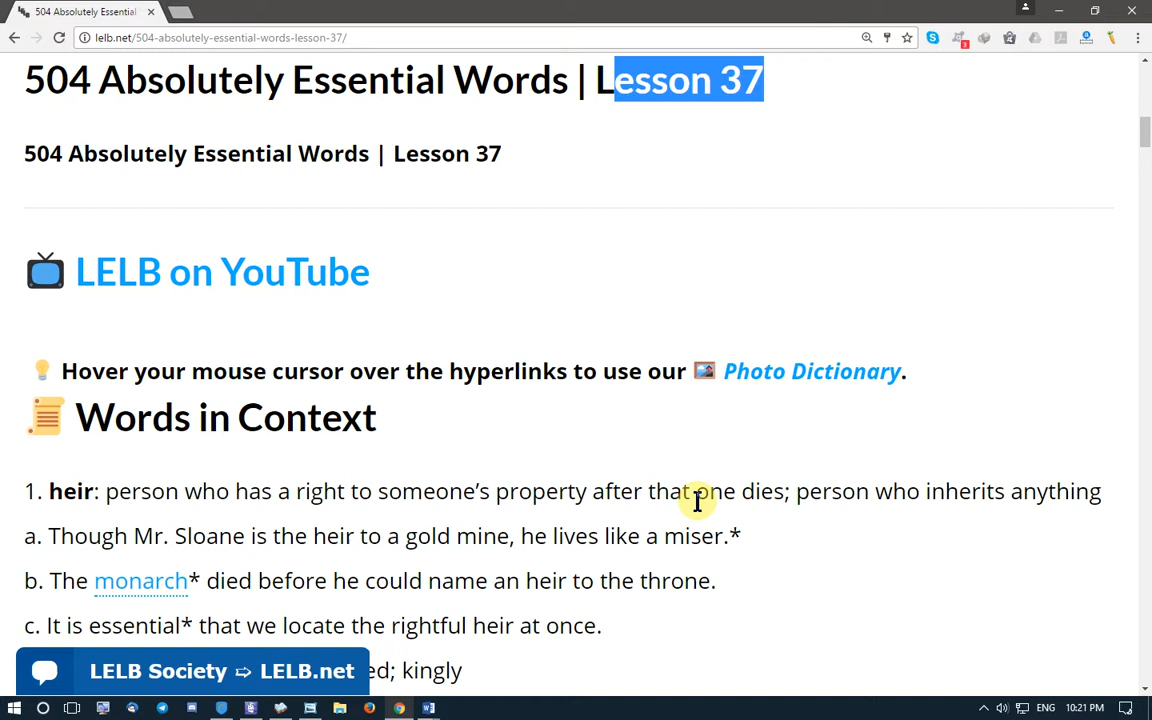 504 Absolutely Essential
lelb.net/504-absolutely-essential-words-lesson-37/
3
504 Absolutely Essential Words | Lesson 37
504 Absolutely Essential Words | Lesson 37
LELB on YouTube
Hover your mouse cursor over the hyperlinks to use our Photo Dictionary.
Words in Context
1. heir: person who has a right to someone’s property after that one dies; person who inherits anything
a. Though Mr. Sloane is the heir to a gold mine, he lives like a miser.*
b. The monarch* died before he could name an heir to the throne.
c. It is essential* that we locate the rightful heir at once.
ed; kingly
LELB Society ➯ LELB.net
ENG 10:21 PM